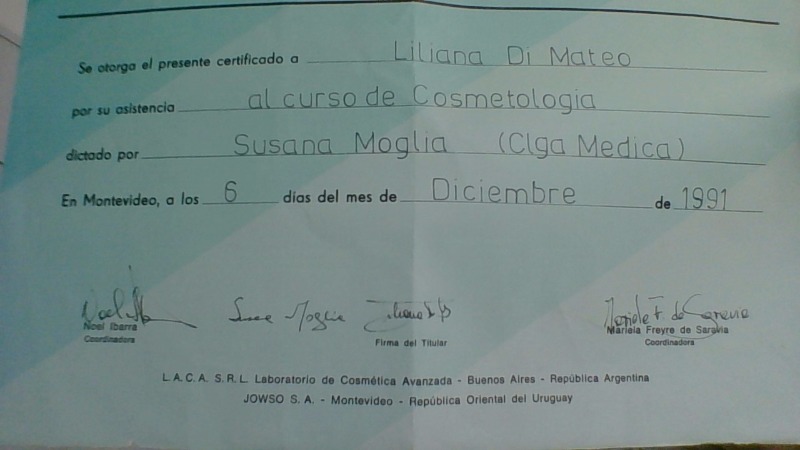 Se otorga el presente certificado a Liliana Di Mateo
por su asistencia al curso de Cosmetologia
dictado por Susana Moglia (Clga Medica)
En Montevideo, a los 6 días del mes de Diciembre de 1991
Susana Moglia
Noel Ibarra
Coordinadora
Firma del Titular
Mariela F. de Saravia
Mariela Freyre de Saravia
Coordinadora
L.A.C.A. S.R.L. Laboratorio de Cosmética Avanzada - Buenos Aires - República Argentina
JOWSO S.A. - Montevideo - República Oriental del Uruguay